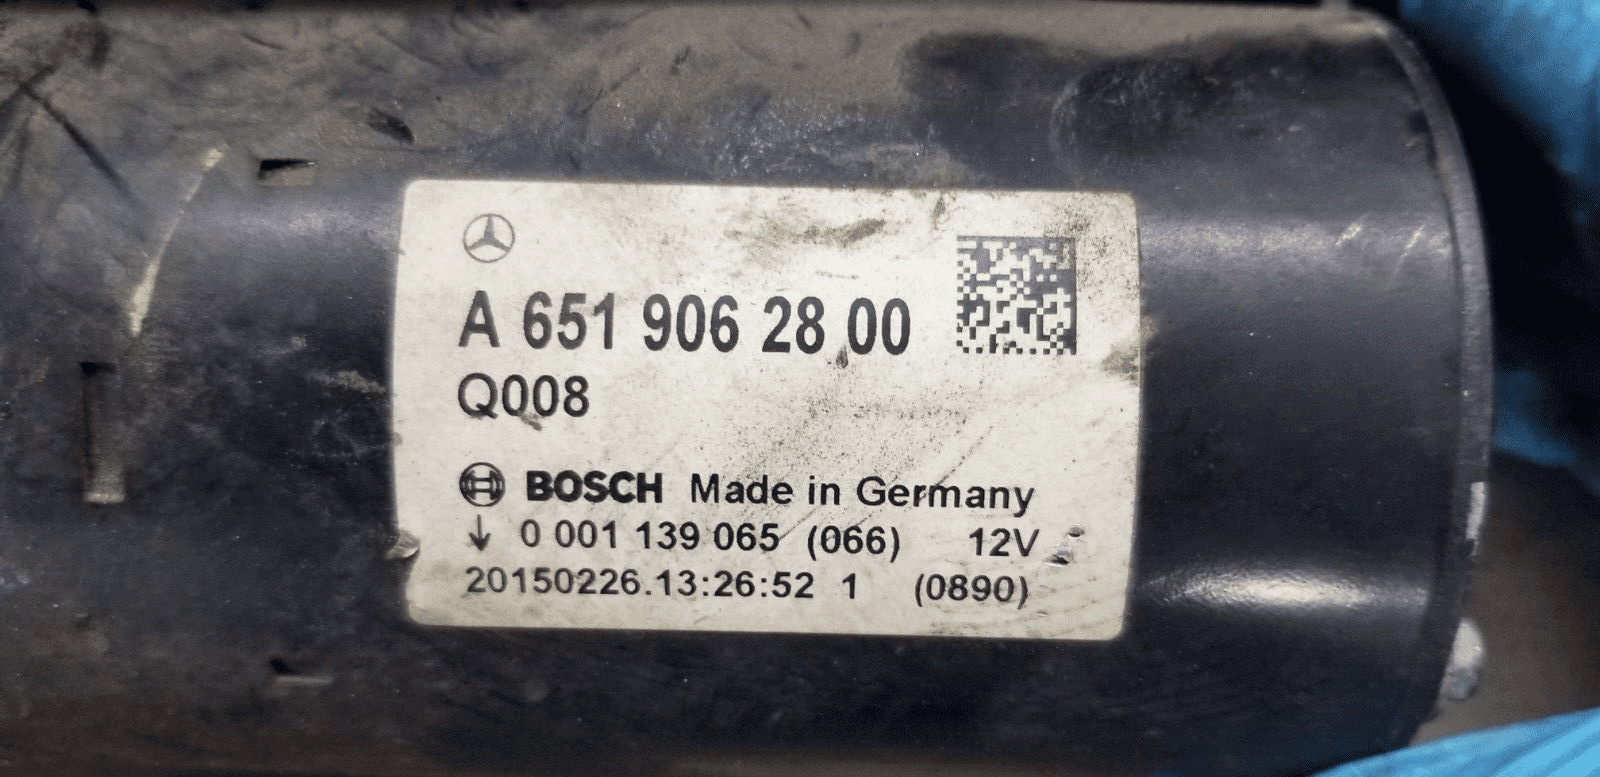 A 651 906 28 00
Q008
BOSCH Made in Germany
↓ 0 001 139 065 (066) 12V
20150226.13:26:52 1 (0890)